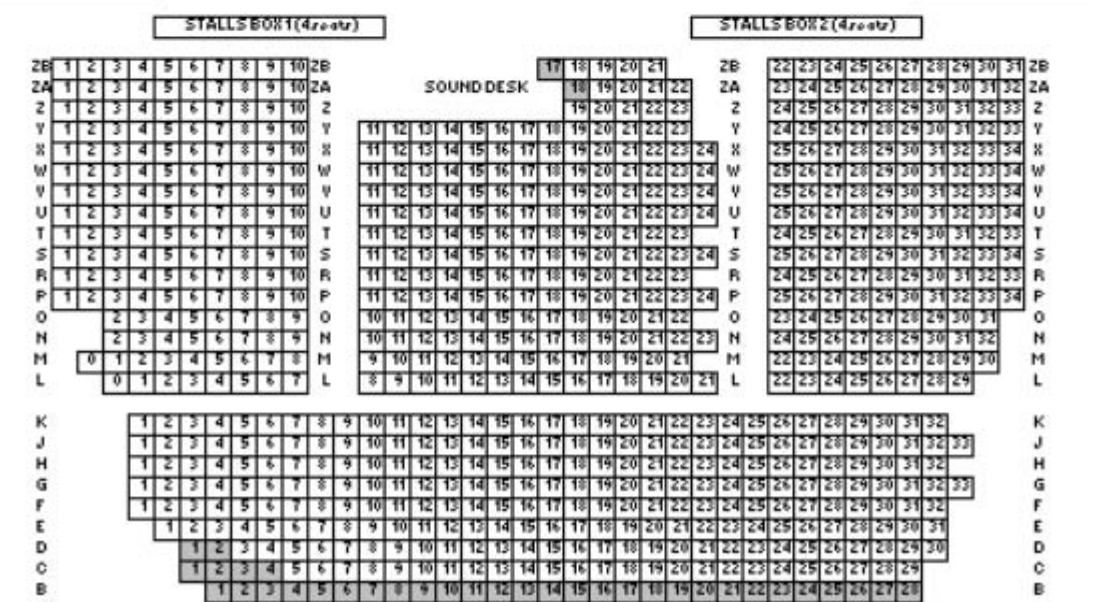 STALLS BOX 1 (4 seats) STALLS BOX 2 (4 seats)
ZB 1 2 3 4 5 6 7 8 9 10 ZB 17 18 19 20 21 ZB 22 23 24 25 26 27 28 29 30 31 ZB
ZA 1 2 3 4 5 6 7 8 9 10 ZA SOUND DESK 18 19 20 21 22 ZA 23 24 25 26 27 28 29 30 31 32 ZA
Z 1 2 3 4 5 6 7 8 9 10 Z 19 20 21 22 23 Z 24 25 26 27 28 29 30 31 32 33 Z
Y 1 2 3 4 5 6 7 8 9 10 Y 11 12 13 14 15 16 17 18 19 20 21 22 23 Y 24 25 26 27 28 29 30 31 32 33 Y
X 1 2 3 4 5 6 7 8 9 10 X 11 12 13 14 15 16 17 18 19 20 21 22 23 24 X 25 26 27 28 29 30 31 32 33 34 X
W 1 2 3 4 5 6 7 8 9 10 W 11 12 13 14 15 16 17 18 19 20 21 22 23 24 W 25 26 27 28 29 30 31 32 33 34 W
V 1 2 3 4 5 6 7 8 9 10 V 11 12 13 14 15 16 17 18 19 20 21 22 23 24 V 25 26 27 28 29 30 31 32 33 34 V
U 1 2 3 4 5 6 7 8 9 10 U 11 12 13 14 15 16 17 18 19 20 21 22 23 24 U 25 26 27 28 29 30 31 32 33 34 U
T 1 2 3 4 5 6 7 8 9 10 T 11 12 13 14 15 16 17 18 19 20 21 22 23 T 24 25 26 27 28 29 30 31 32 33 T
S 1 2 3 4 5 6 7 8 9 10 S 11 12 13 14 15 16 17 18 19 20 21 22 23 24 S 25 26 27 28 29 30 31 32 33 34 S
R 1 2 3 4 5 6 7 8 9 10 R 11 12 13 14 15 16 17 18 19 20 21 22 23 R 24 25 26 27 28 29 30 31 32 33 R
P 1 2 3 4 5 6 7 8 9 10 P 11 12 13 14 15 16 17 18 19 20 21 22 23 24 P 25 26 27 28 29 30 31 32 33 34 P
O 2 3 4 5 6 7 8 9 O 10 11 12 13 14 15 16 17 18 19 20 21 22 O 23 24 25 26 27 28 29 30 31 O
N 2 3 4 5 6 7 8 9 N 10 11 12 13 14 15 16 17 18 19 20 21 22 23 N 24 25 26 27 28 29 30 31 32 N
M 0 1 2 3 4 5 6 7 8 M 9 10 11 12 13 14 15 16 17 18 19 20 21 M 22 23 24 25 26 27 28 29 30 M
L 0 1 2 3 4 5 6 7 L 8 9 10 11 12 13 14 15 16 17 18 19 20 21 L 22 23 24 25 26 27 28 29 L
K 1 2 3 4 5 6 7 8 9 10 11 12 13 14 15 16 17 18 19 20 21 22 23 24 25 26 27 28 29 30 31 32 K
J 1 2 3 4 5 6 7 8 9 10 11 12 13 14 15 16 17 18 19 20 21 22 23 24 25 26 27 28 29 30 31 32 33 J
H 1 2 3 4 5 6 7 8 9 10 11 12 13 14 15 16 17 18 19 20 21 22 23 24 25 26 27 28 29 30 31 32 H
G 1 2 3 4 5 6 7 8 9 10 11 12 13 14 15 16 17 18 19 20 21 22 23 24 25 26 27 28 29 30 31 32 33 G
F 1 2 3 4 5 6 7 8 9 10 11 12 13 14 15 16 17 18 19 20 21 22 23 24 25 26 27 28 29 30 31 32 F
E 1 2 3 4 5 6 7 8 9 10 11 12 13 14 15 16 17 18 19 20 21 22 23 24 25 26 27 28 29 30 31 E
D 1 2 3 4 5 6 7 8 9 10 11 12 13 14 15 16 17 18 19 20 21 22 23 24 25 26 27 28 29 30 D
C 1 2 3 4 5 6 7 8 9 10 11 12 13 14 15 16 17 18 19 20 21 22 23 24 25 26 27 28 29 C
B 1 2 3 4 5 6 7 8 9 10 11 12 13 14 15 16 17 18 19 20 21 22 23 24 25 26 27 28 B